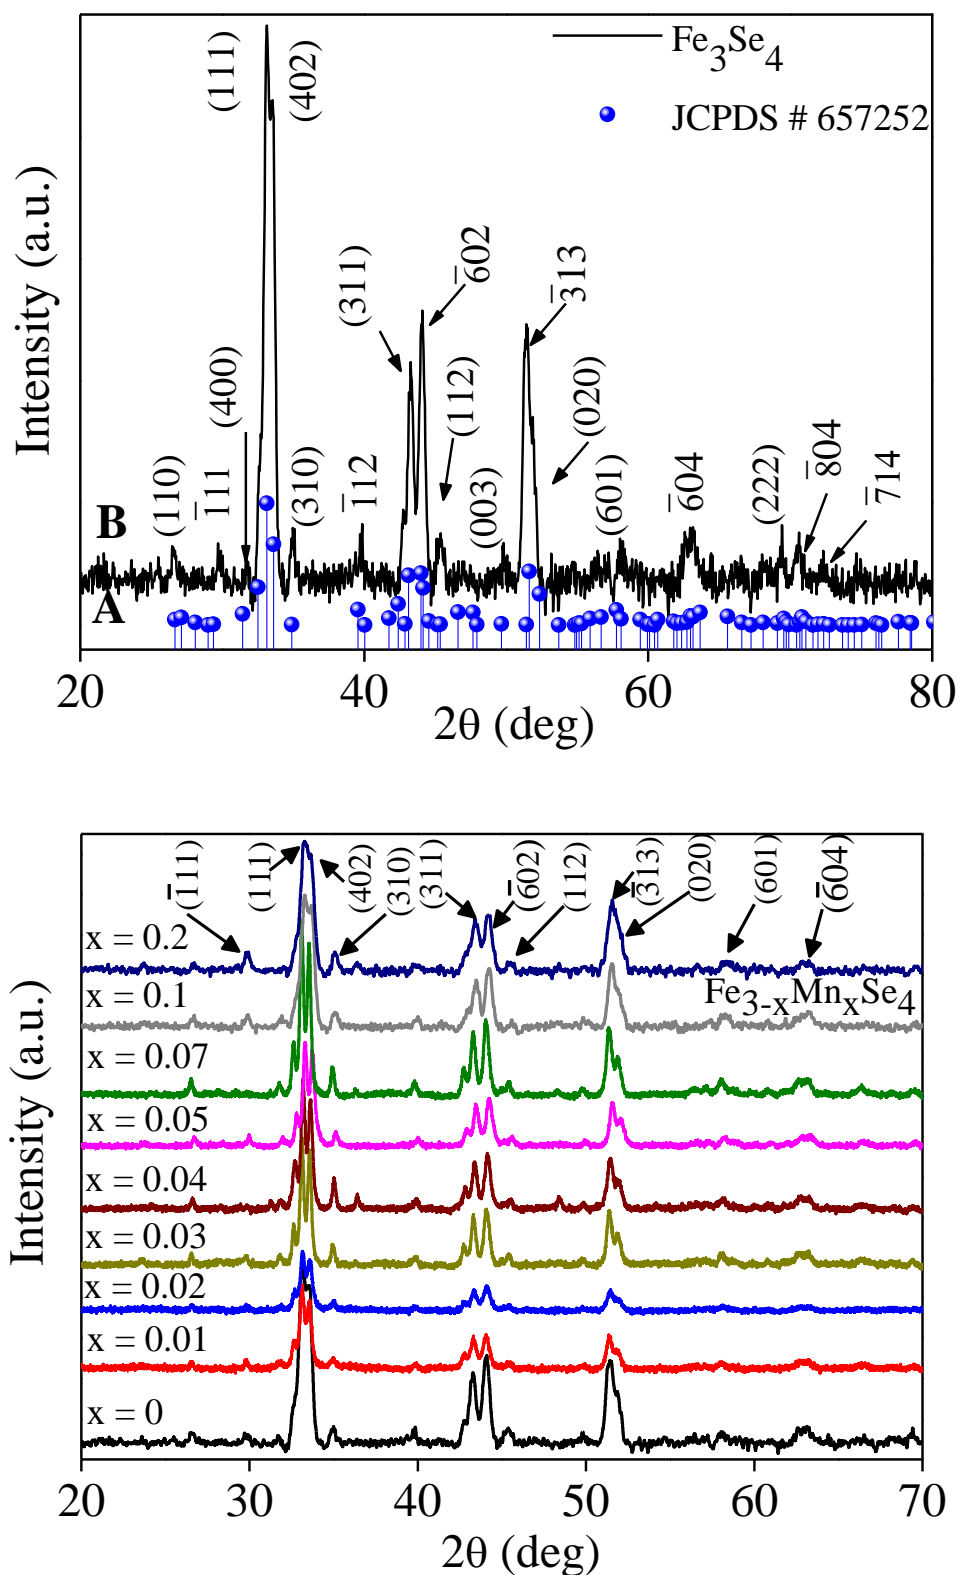 Fe3Se4
JCPDS # 657252
(111)
(402)
(311)
‾602
‾313
(400)
(112)
(020)
(110)
‾111
(310)
‾112
(003)
(601)
‾604
(222)
‾804
‾714
B
A
Intensity (a.u.)
20 40 60 80
2θ (deg)
(‾111)
(111)
(402)
(310)
(311)
(‾602)
(112)
(‾313)
(020)
(601)
(‾604)
x = 0.2
Fe3-xMnxSe4
x = 0.1
x = 0.07
x = 0.05
x = 0.04
x = 0.03
x = 0.02
x = 0.01
x = 0
Intensity (a.u.)
20 30 40 50 60 70
2θ (deg)